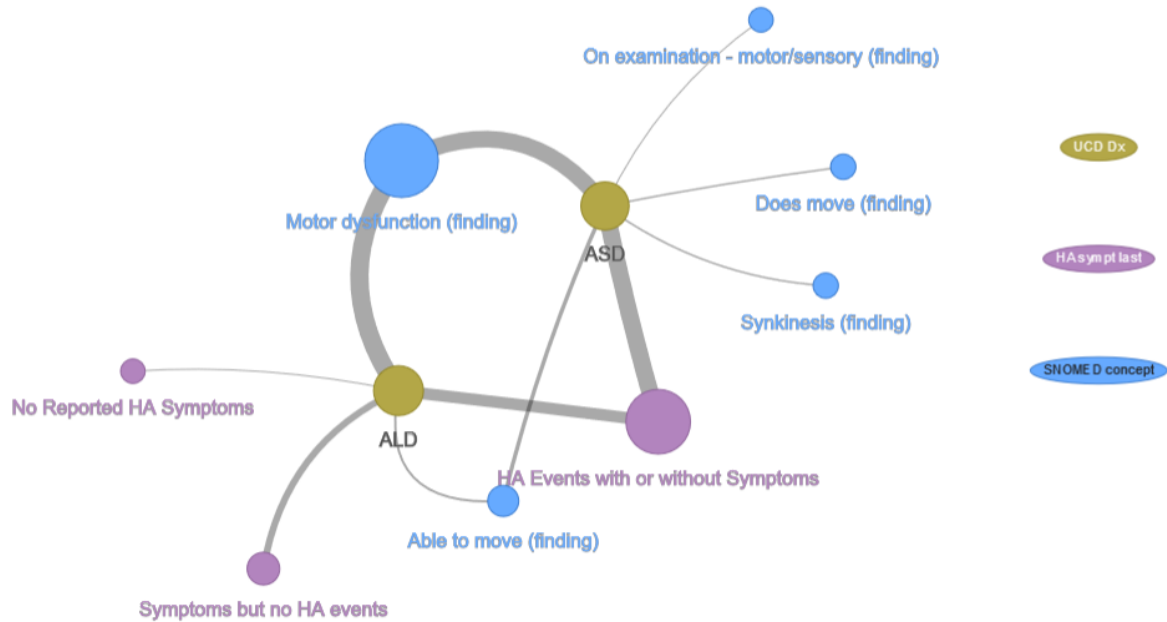 On examination - motor/sensory (finding)
UCD Dx
Does move (finding)
Motor dysfunction (finding)
ASD
HA sympt last
Synkinesis (finding)
SNOMED concept
No Reported HA Symptoms
ALD
HA Events with or without Symptoms
Able to move (finding)
Symptoms but no HA events